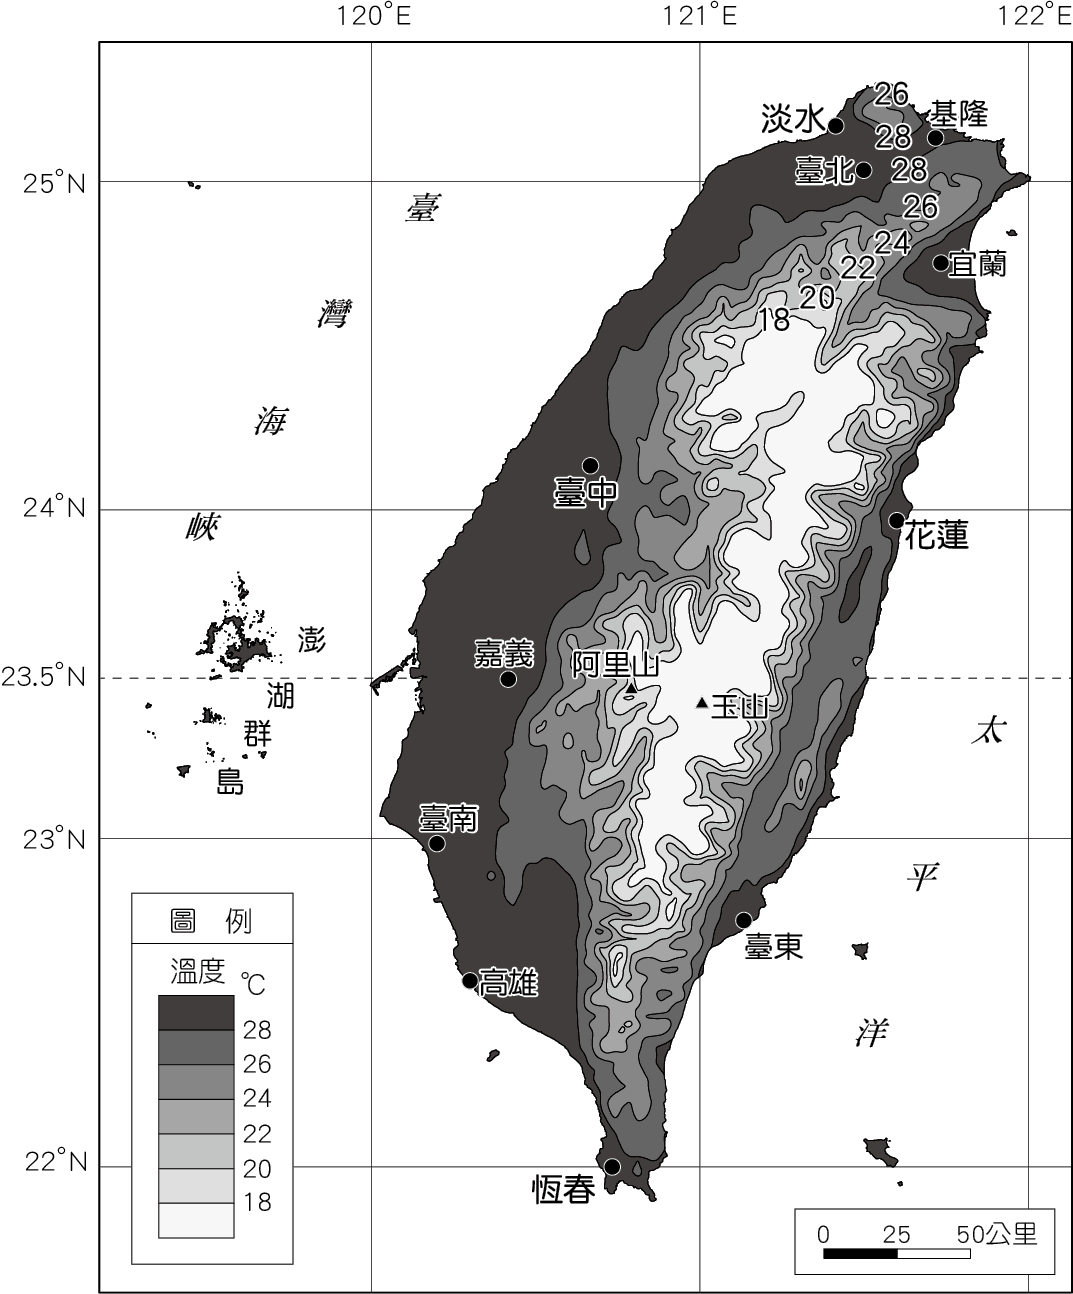 120°E
121°E
122°E
25°N
24°N
23.5°N
23°N
22°N
26
基隆
淡水
28
臺北
28
26
24
宜蘭
22
20
18
臺灣海峽
臺中
花蓮
澎湖群島
嘉義
阿里山
玉山
太平洋
臺南
臺東
高雄
恆春
圖 例
溫度 ℃
28
26
24
22
20
18
0 25 50公里